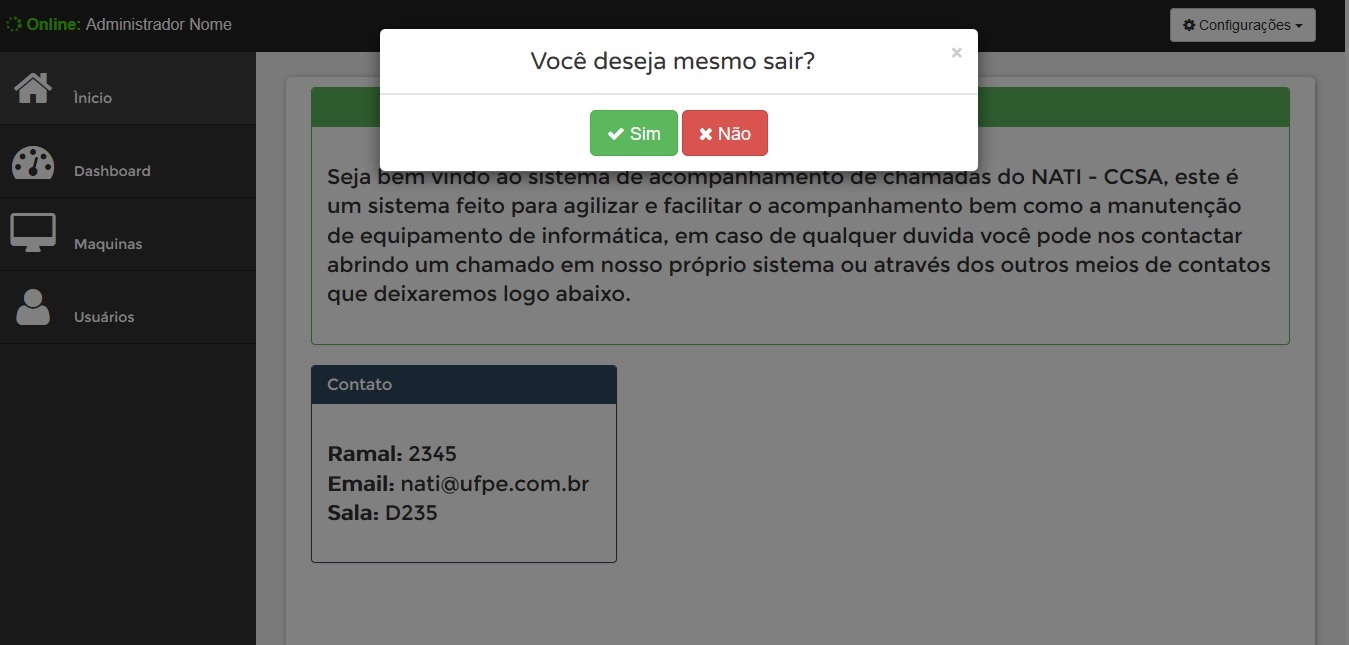 Online: Administrador Nome
Configurações
Você deseja mesmo sair?
×
Sim Não
Ìnicio
Dashboard
Maquinas
Usuários
Seja bem vindo ao sistema de acompanhamento de chamadas do NATI - CCSA, este é
um sistema feito para agilizar e facilitar o acompanhamento bem como a manutenção
de equipamento de informática, em caso de qualquer duvida você pode nos contactar
abrindo um chamado em nosso próprio sistema ou através dos outros meios de contatos
que deixaremos logo abaixo.
Contato
Ramal: 2345
Email: nati@ufpe.com.br
Sala: D235